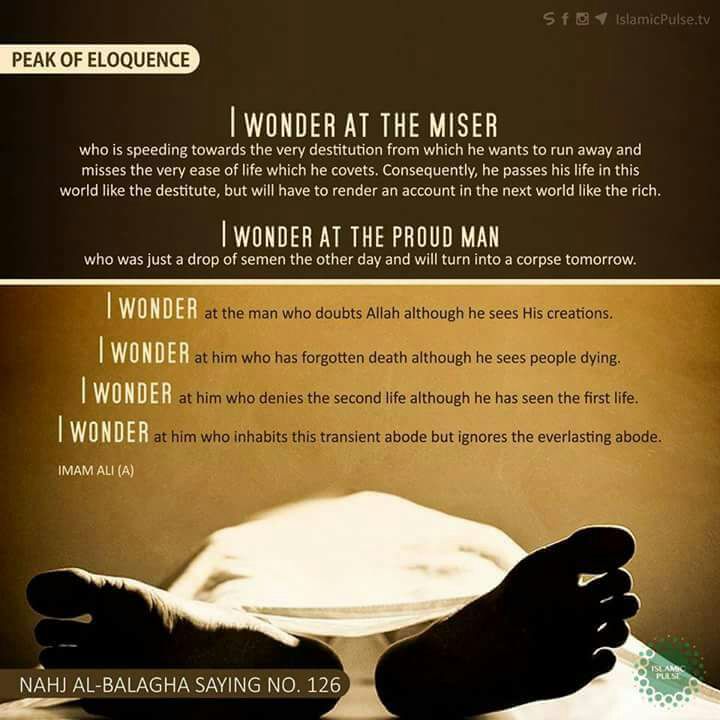 IslamicPulse.tv
PEAK OF ELOQUENCE
I WONDER AT THE MISER
who is speeding towards the very destitution from which he wants to run away and
misses the very ease of life which he covets. Consequently, he passes his life in this
world like the destitute, but will have to render an account in the next world like the rich.
I WONDER AT THE PROUD MAN
who was just a drop of semen the other day and will turn into a corpse tomorrow.
I WONDER at the man who doubts Allah although he sees His creations.
I WONDER at him who has forgotten death although he sees people dying.
I WONDER at him who denies the second life although he has seen the first life.
I WONDER at him who inhabits this transient abode but ignores the everlasting abode.
IMAM ALI (A)
NAHJ AL-BALAGHA SAYING NO. 126
ISLAMIC
PULSE